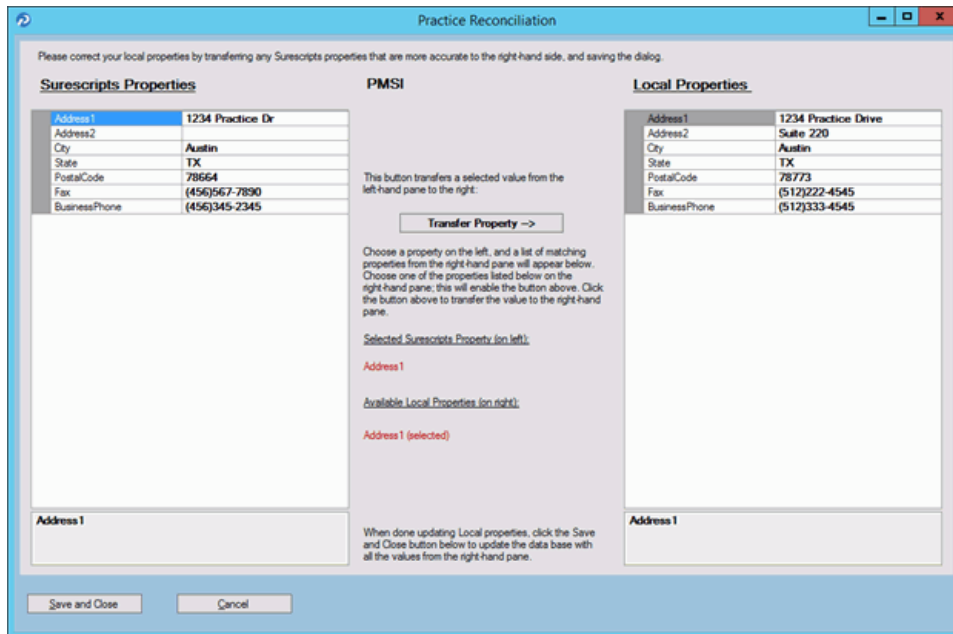 Practice Reconciliation
Please correct your local properties by transferring any Surescripts properties that are more accurate to the right-hand side, and saving the dialog.
Surescripts Properties
Address1 1234 Practice Dr
Address2
City Austin
State TX
PostalCode 78664
Fax (456)567-7890
BusinessPhone (456)345-2345
Address1
PMSI
This button transfers a selected value from the
left-hand pane to the right:
Transfer Property -->
Choose a property on the left, and a list of matching
properties from the right-hand pane will appear below.
Choose one of the properties listed below on the
right-hand pane; this will enable the button above. Click
the button above to transfer the value to the right-hand
pane.
Selected Surescripts Property (on left):
Address1
Available Local Properties (on right):
Address1 (selected)
When done updating Local properties, click the Save
and Close button below to update the data base with
all the values from the right-hand pane.
Local Properties
Address1 1234 Practice Drive
Address2 Suite 220
City Austin
State TX
PostalCode 78773
Fax (512)222-4545
BusinessPhone (512)333-4545
Address1
Save and Close
Cancel